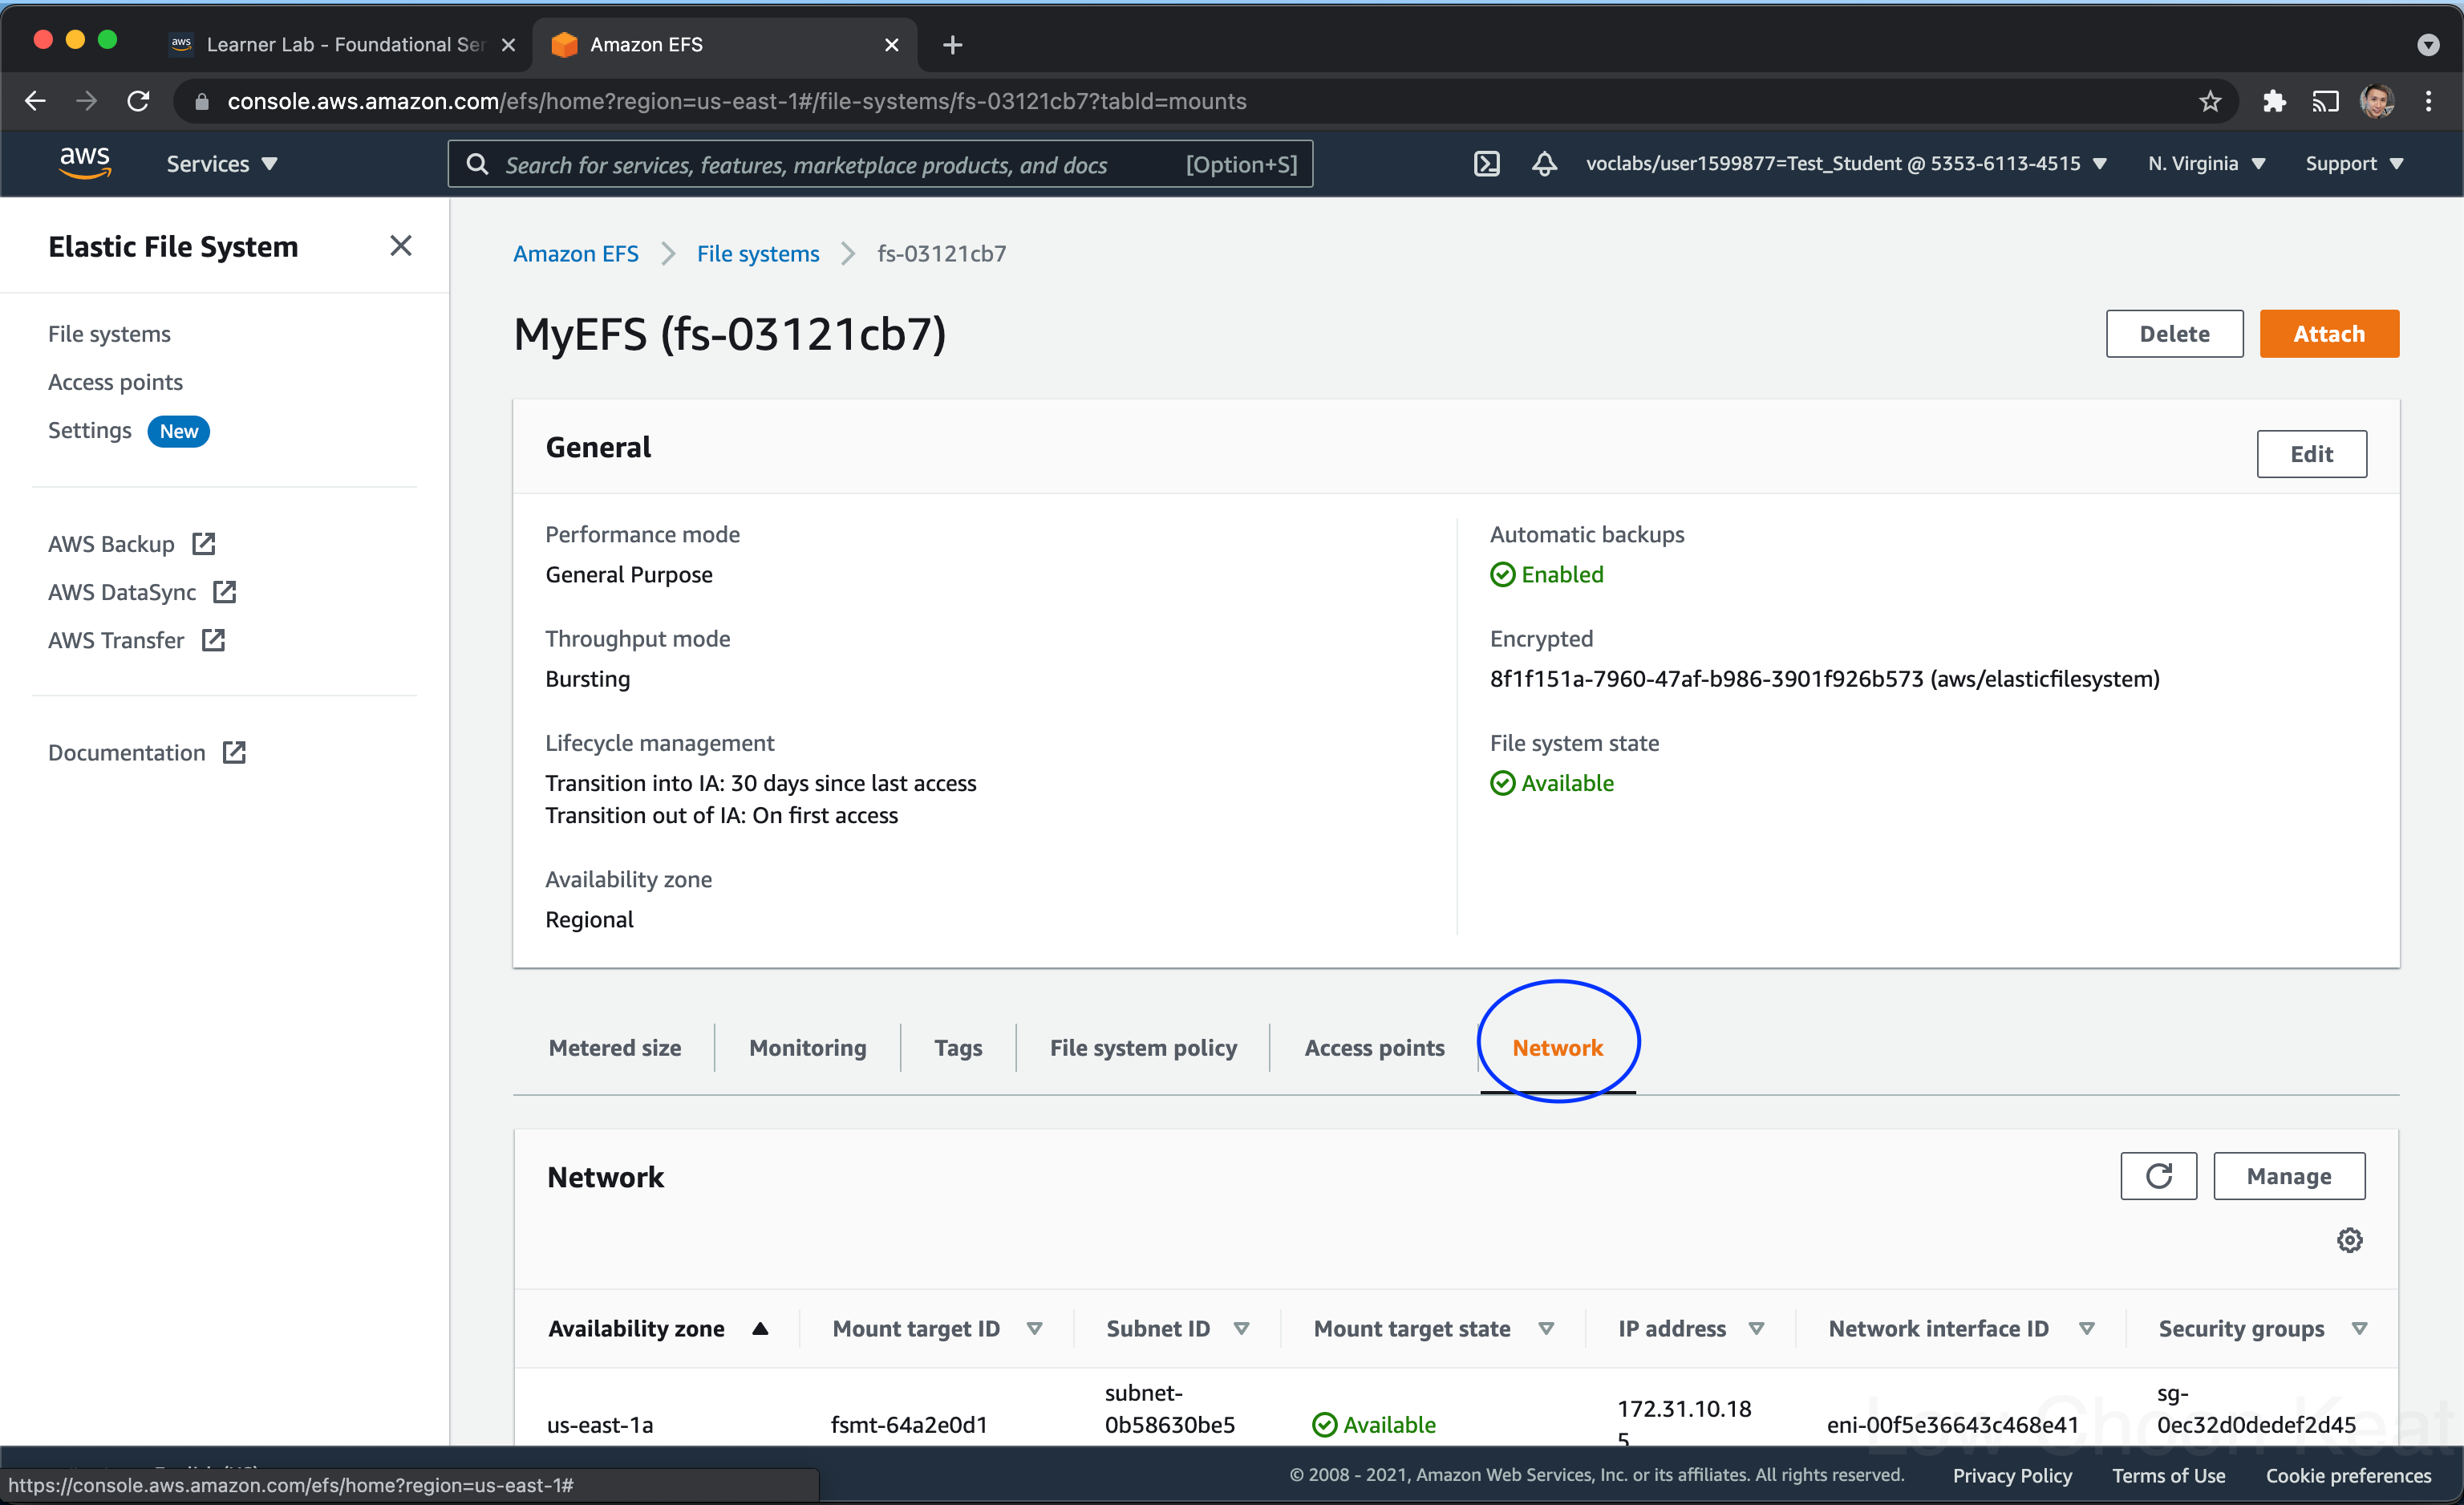 aws Learner Lab - Foundational Ser
Amazon EFS
console.aws.amazon.com/efs/home?region=us-east-1#/file-systems/fs-03121cb7?tabId=mounts
aws
Services
Search for services, features, marketplace products, and docs [Option+S]
voclabs/user1599877=Test_Student @ 5353-6113-4515
N. Virginia
Support
Elastic File System
File systems
Access points
Settings New
AWS Backup
AWS DataSync
AWS Transfer
Documentation
Amazon EFS File systems fs-03121cb7
MyEFS (fs-03121cb7)
Delete Attach
General
Edit
Performance mode
General Purpose
Throughput mode
Bursting
Lifecycle management
Transition into IA: 30 days since last access
Transition out of IA: On first access
Availability zone
Regional
Automatic backups
Enabled
Encrypted
8f1f151a-7960-47af-b986-3901f926b573 (aws/elasticfilesystem)
File system state
Available
Metered size Monitoring Tags File system policy Access points Network
Network
Manage
Availability zone Mount target ID Subnet ID Mount target state IP address Network interface ID Security groups
us-east-1a
fsmt-64a2e0d1
subnet-
0b58630be5
Available
172.31.10.18
5
eni-00f5e36643c468e41
sg-
0ec32d0dedef2d45
Low Choon Keat
https://console.aws.amazon.com/efs/home?region=us-east-1#
© 2008 - 2021, Amazon Web Services, Inc. or its affiliates. All rights reserved.
Privacy Policy Terms of Use Cookie preferences